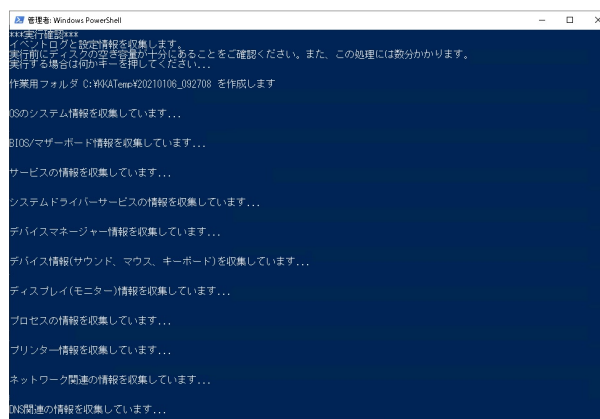 管理者: Windows PowerShell
***実行確認***
イベントログと設定情報を収集します。
実行前にディスクの空き容量が十分にあることをご確認ください。また、この処理には数分かかります。
実行する場合は何かキーを押してください...
作業用フォルダ C:¥KKATemp¥20210106_092708 を作成します
OSのシステム情報を収集しています...
BIOS/マザーボード情報を収集しています...
サービスの情報を収集しています...
システムドライバーサービスの情報を収集しています...
デバイスマネージャー情報を収集しています...
デバイス情報(サウンド、マウス、キーボード)を収集しています...
ディスプレイ(モニター)情報を収集しています...
プロセスの情報を収集しています...
プリンター情報を収集しています...
ネットワーク関連の情報を収集しています...
DNS関連の情報を収集しています...